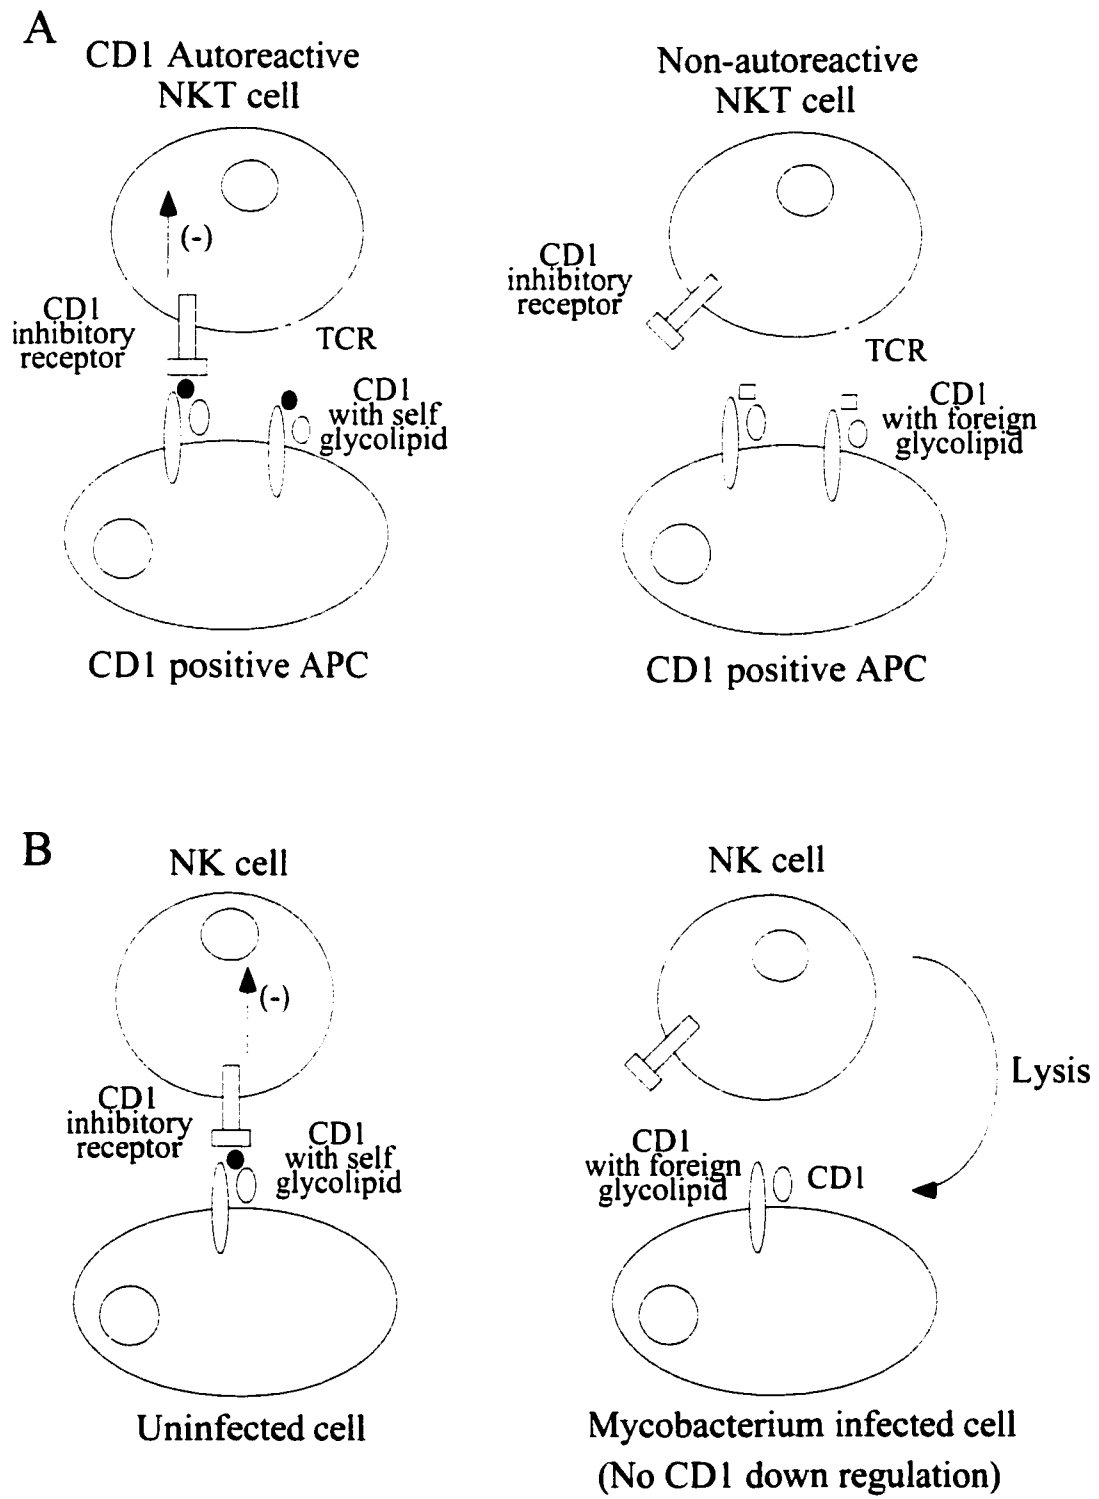 A
CD1 Autoreactive
NKT cell
Non-autoreactive
NKT cell
(-)
CD1
inhibitory
receptor
TCR
CD1
with self
glycolipid
CD1 positive APC
CD1
inhibitory
receptor
TCR
CD1
with foreign
glycolipid
CD1 positive APC
B
NK cell
(-)
CD1
inhibitory
receptor
CD1
with self
glycolipid
Uninfected cell
NK cell
Lysis
CD1
with foreign
glycolipid
CD1
Mycobacterium infected cell
(No CD1 down regulation)